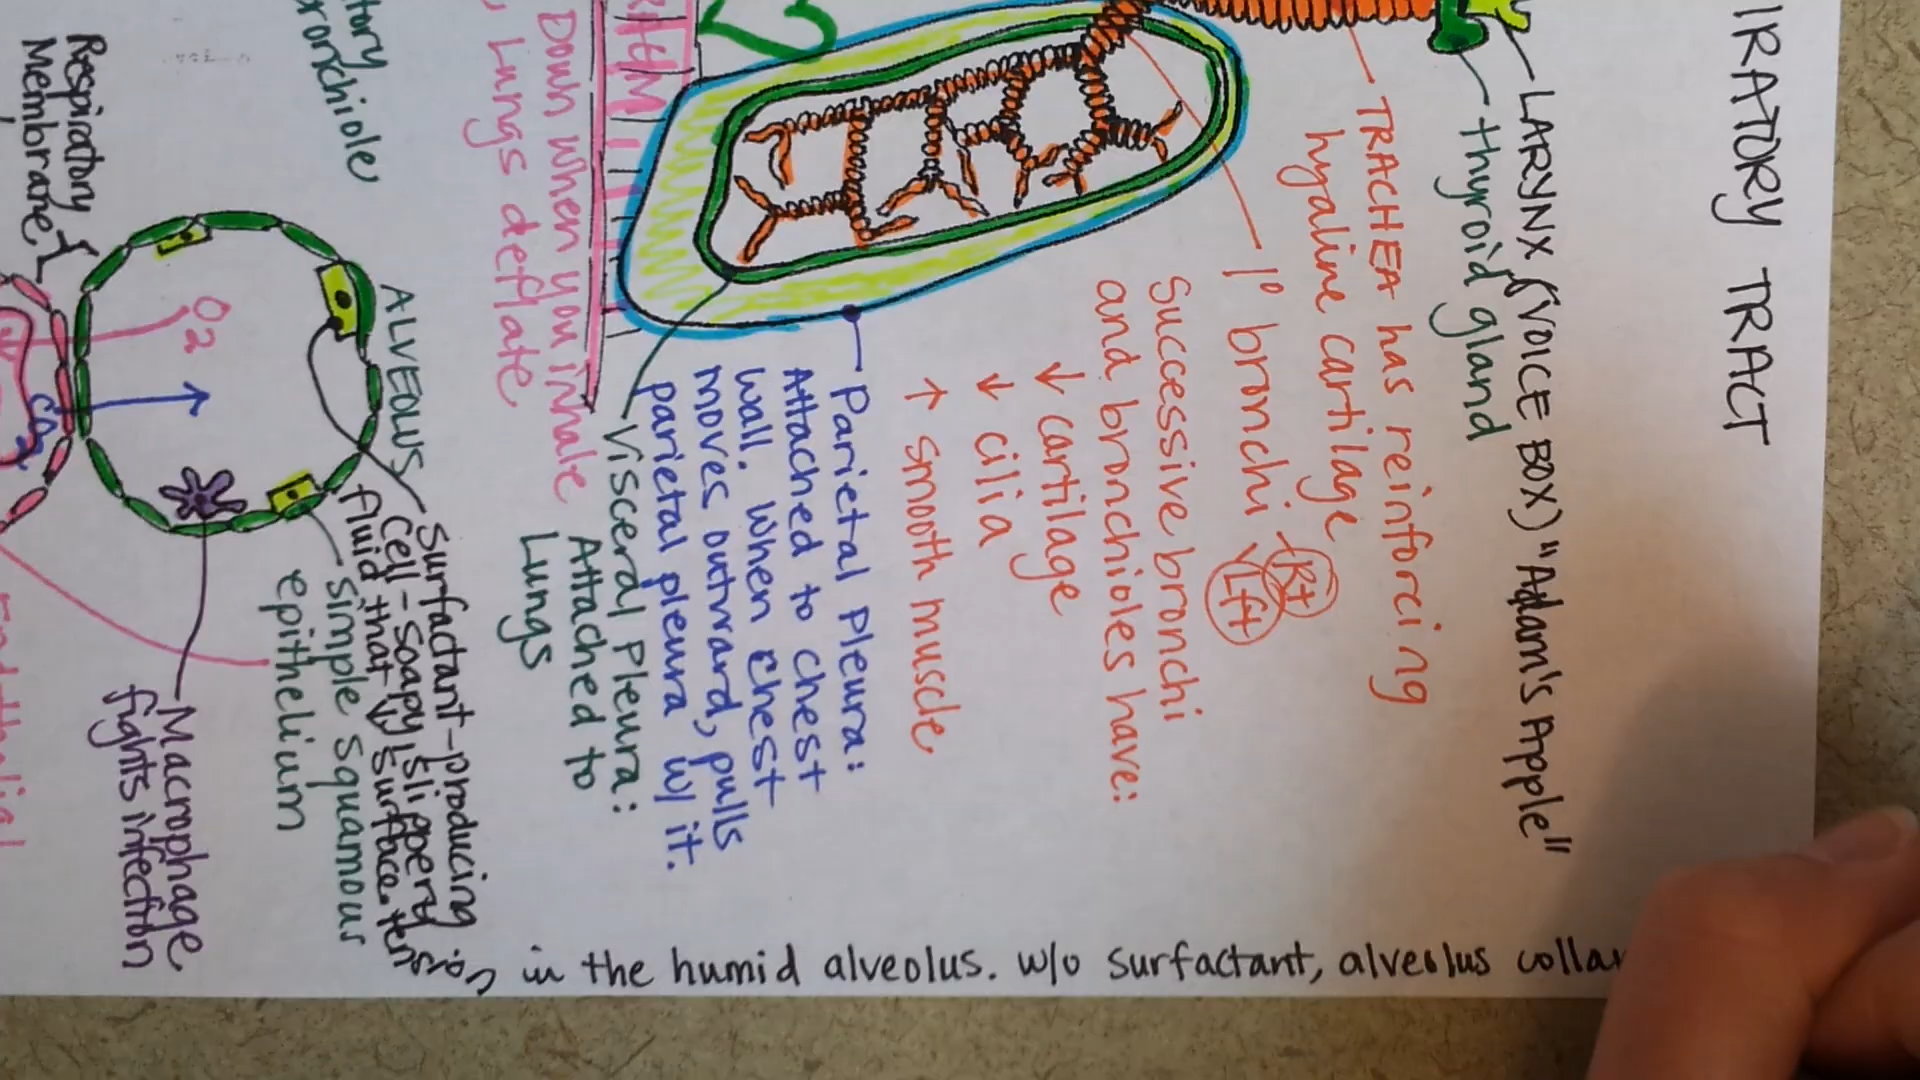 TRACT
LARYNX (VOICE BOX) "Adam's Apple"
thyroid gland
TRACHEA has reinforcing
hyaline cartilage
1° bronchi
Rt
Lft
Successive bronchi
and bronchioles have:
↓ cartilage
↓ cilia
↑ smooth muscle
Parietal Pleura:
Attached to chest
wall. When chest
moves outward, pulls
parietal pleura w/ it.
Visceral Pleura:
Attached to
Lungs
Down when you inhale
Lungs deflate
ALVEOLUS
Surfactant-producing
Cell - soapy, slippery
fluid that ↓ surface tension
in the humid alveolus. w/o surfactant, alveolus
simple squamous
epithelium
Macrophage
fights infection
O2
CO2
Respiratory
Membrane